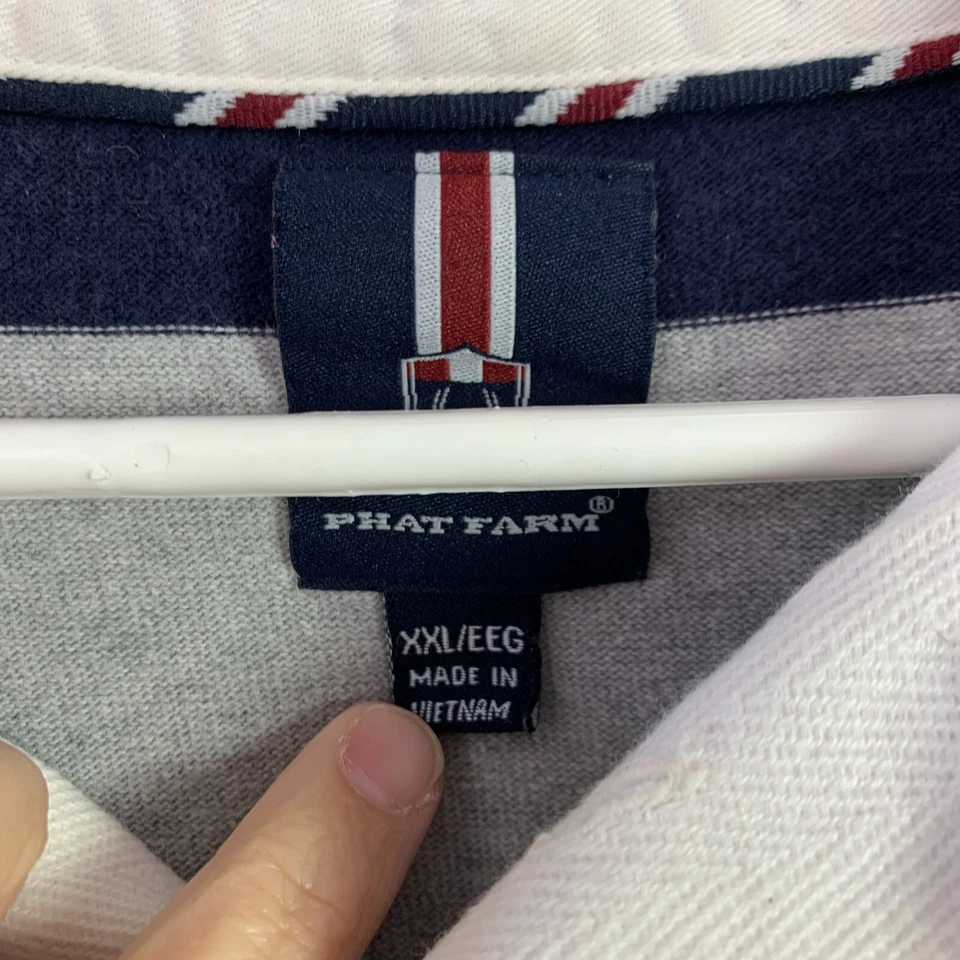 PHAT FARM®
XXL/EEG
MADE IN
VIETNAM